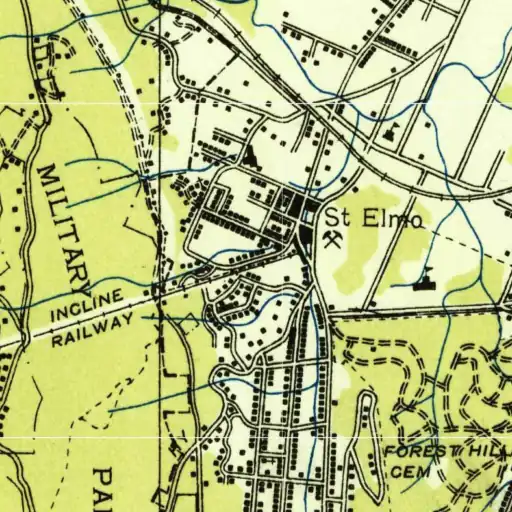 MILITARY
St Elmo
INCLINE
RAILWAY
FOREST HILL
CEM
PA